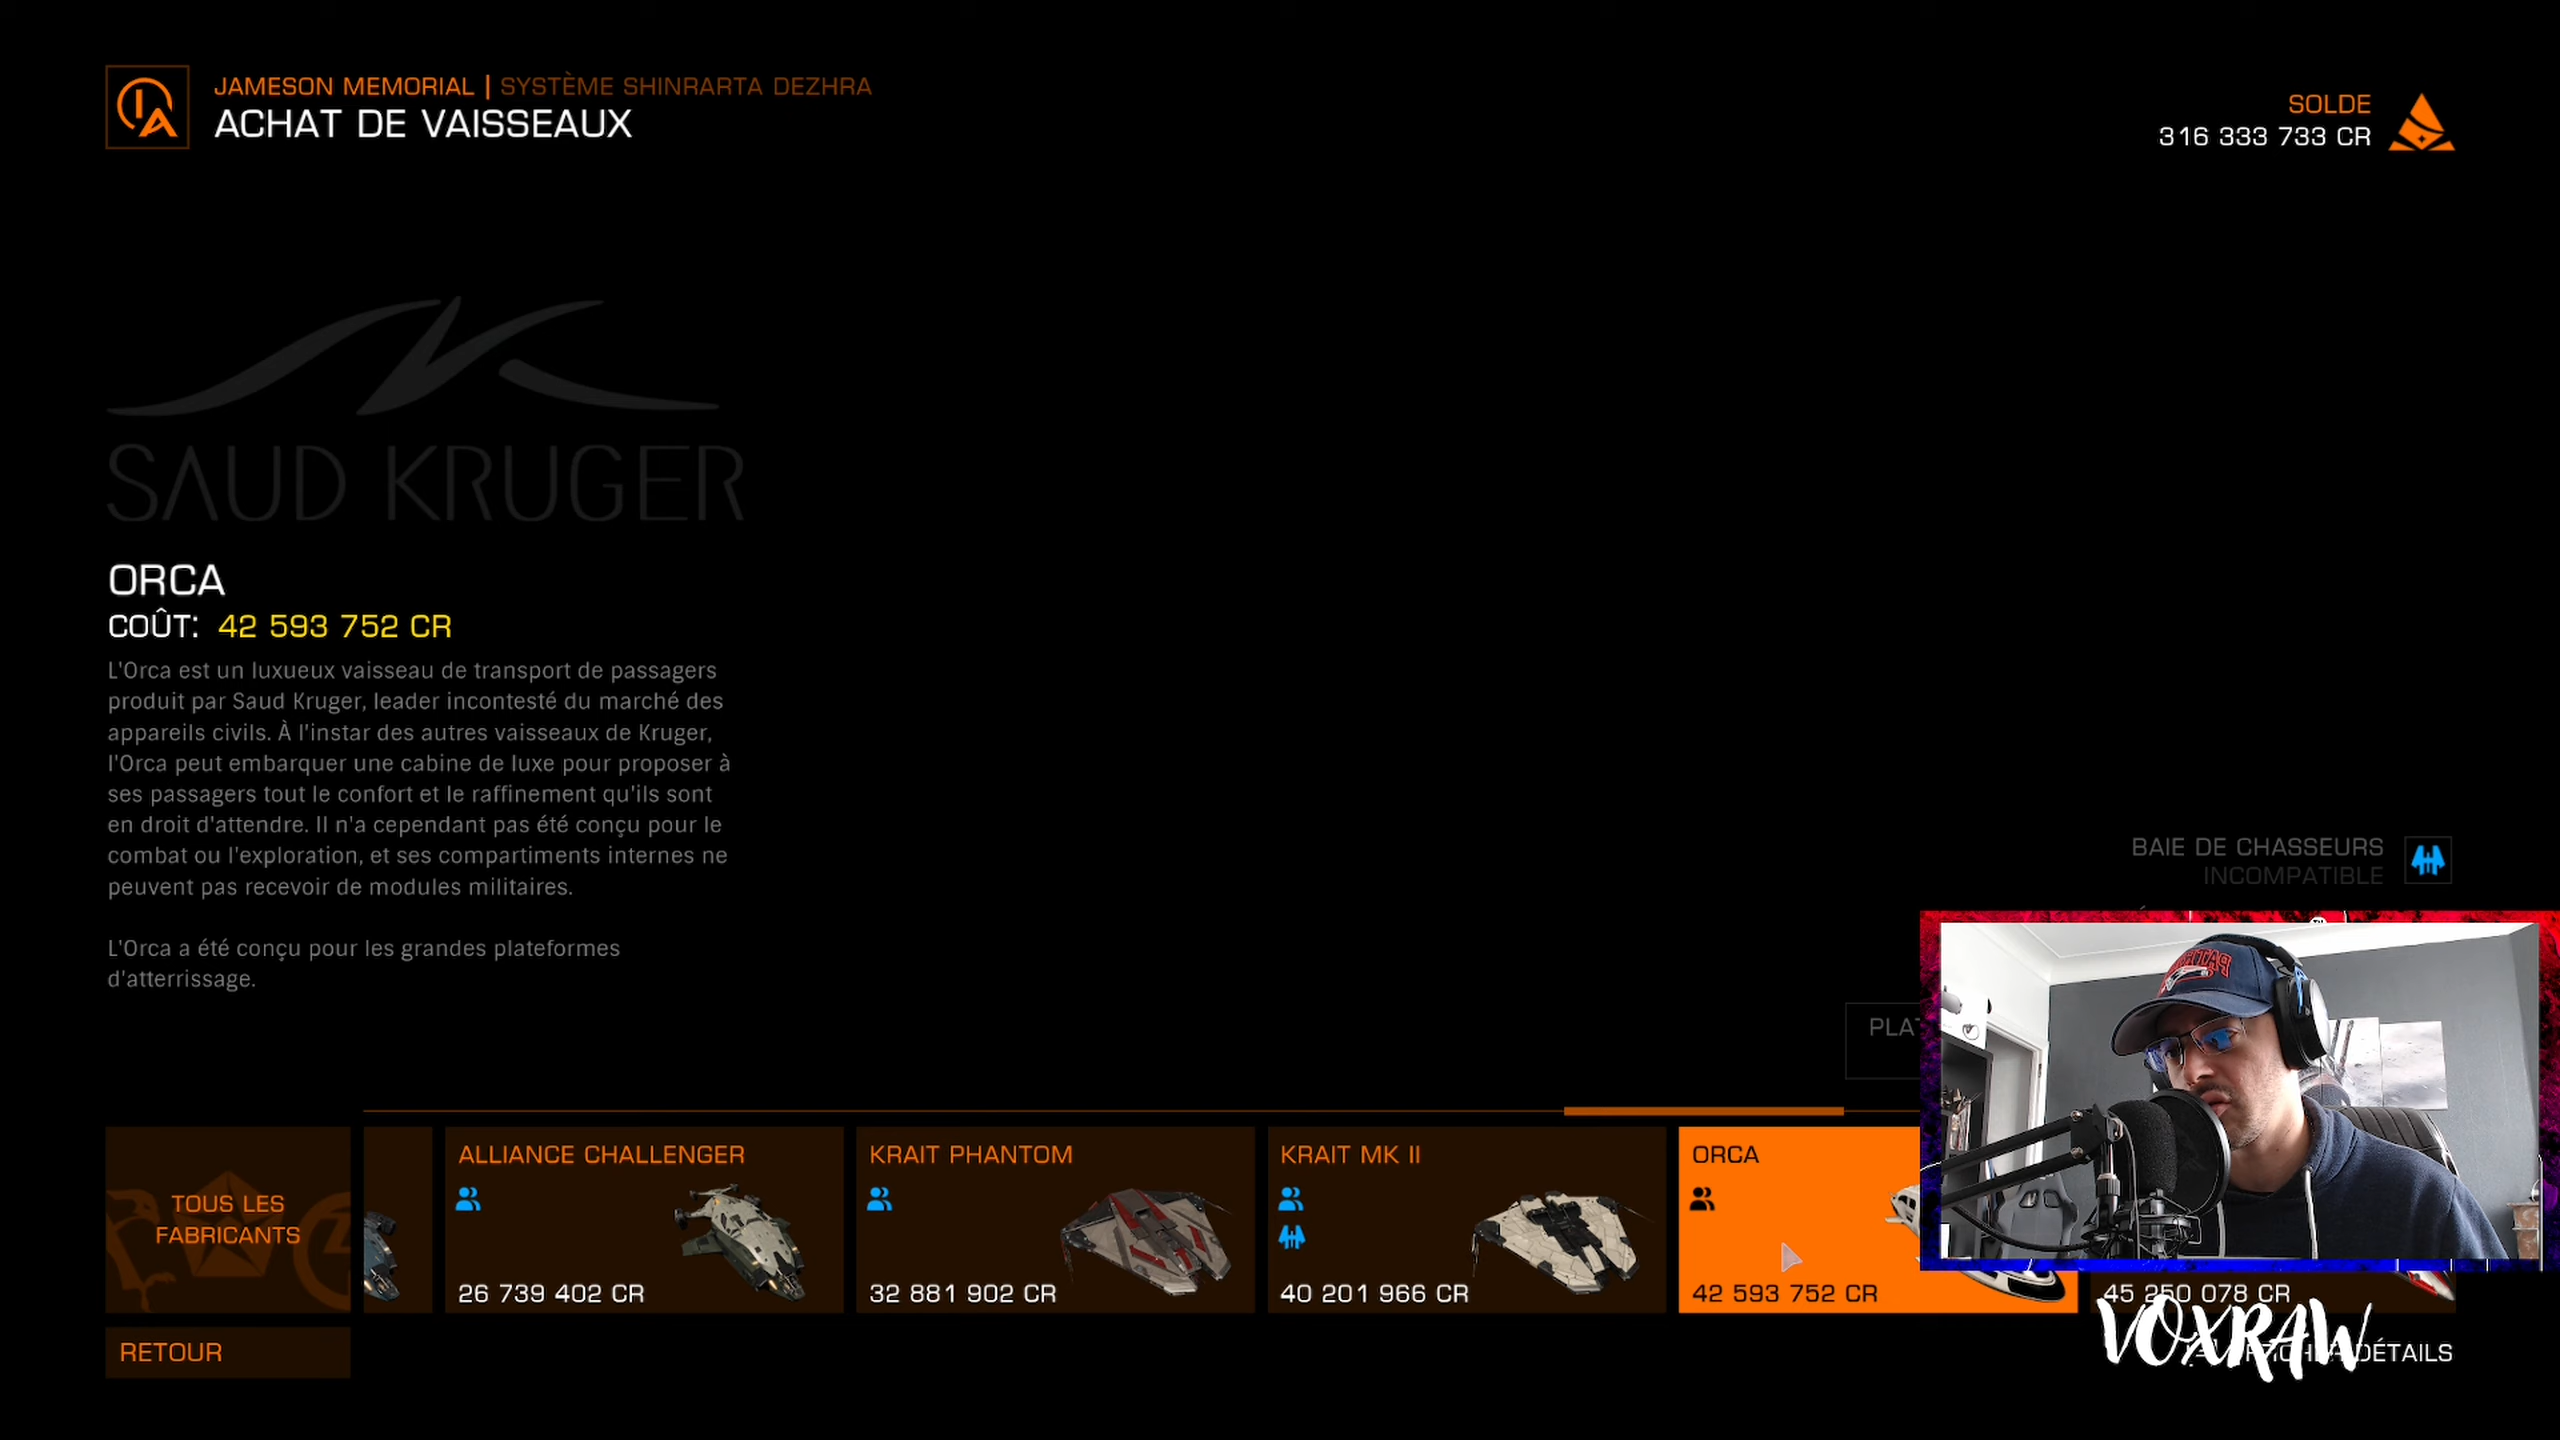 JAMESON MEMORIAL | SYSTÈME SHINRARTA DEZHRA
ACHAT DE VAISSEAUX
SOLDE
316 333 733 CR
SAUD KRUGER
ORCA
COÛT: 42 593 752 CR
L'Orca est un luxueux vaisseau de transport de passagers
produit par Saud Kruger, leader incontesté du marché des
appareils civils. À l'instar des autres vaisseaux de Kruger,
l'Orca peut embarquer une cabine de luxe pour proposer à
ses passagers tout le confort et le raffinement qu'ils sont
en droit d'attendre. Il n'a cependant pas été conçu pour le
combat ou l'exploration, et ses compartiments internes ne
peuvent pas recevoir de modules militaires.
L'Orca a été conçu pour les grandes plateformes
d'atterrissage.
BAIE DE CHASSEURS
INCOMPATIBLE
TOUS LES
FABRICANTS
ALLIANCE CHALLENGER
26 739 402 CR
KRAIT PHANTOM
32 881 902 CR
KRAIT MK II
40 201 966 CR
ORCA
42 593 752 CR
45 250 078 CR
RETOUR
VOXRAW
DÉTAILS